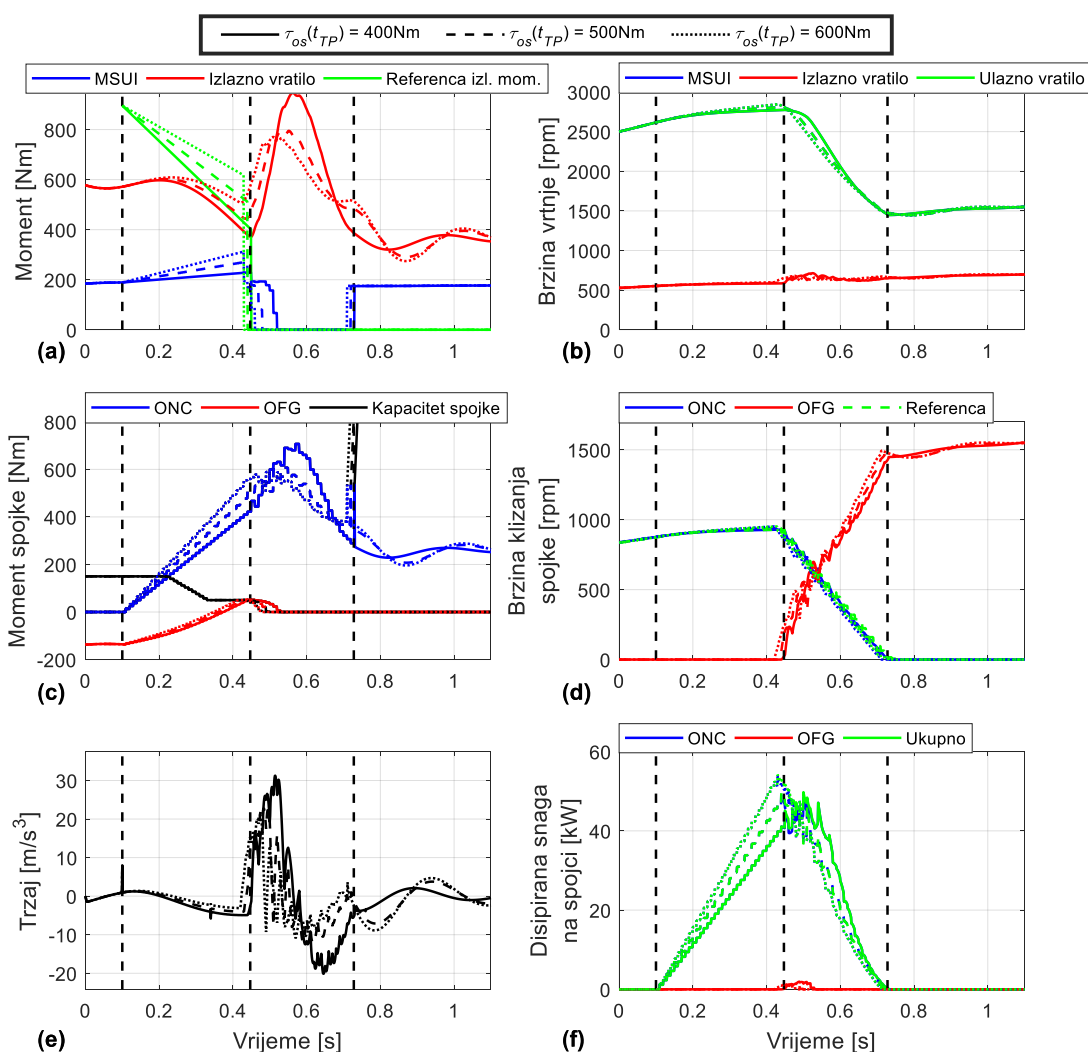 τos(tTP) = 400Nm τos(tTP) = 500Nm τos(tTP) = 600Nm
MSUI Izlazno vratilo Referenca izl. mom.
Moment [Nm]
800
600
400
200
0
0 0.2 0.4 0.6 0.8 1
(a)
MSUI Izlazno vratilo Ulazno vratilo
Brzina vrtnje [rpm]
3000
2500
2000
1500
1000
500
0
0 0.2 0.4 0.6 0.8 1
(b)
ONC OFG Kapacitet spojke
Moment spojke [Nm]
800
600
400
200
0
-200
0 0.2 0.4 0.6 0.8 1
(c)
ONC OFG Referenca
Brzina klizanja
spojke [rpm]
1500
1000
500
0
0 0.2 0.4 0.6 0.8 1
(d)
Trzaj [m/s³]
30
20
10
0
-10
-20
0 0.2 0.4 0.6 0.8 1
(e)
Vrijeme [s]
ONC OFG Ukupno
Disipirana snaga
na spojci [kW]
60
40
20
0
0 0.2 0.4 0.6 0.8 1
(f)
Vrijeme [s]